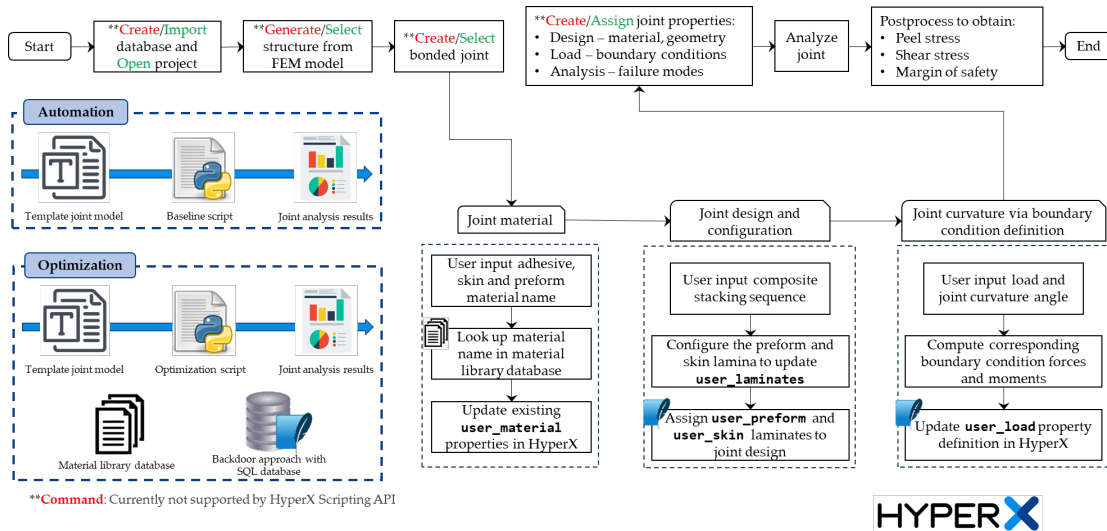 Start
**Create/Import
database and
Open project
**Generate/Select
structure from
FEM model
**Create/Select
bonded joint
**Create/Assign joint properties:
• Design – material, geometry
• Load – boundary conditions
• Analysis – failure modes
Analyze
joint
Postprocess to obtain:
• Peel stress
• Shear stress
• Margin of safety
End
Automation
T
Template joint model
Baseline script
Joint analysis results
Optimization
T
Template joint model
Optimization script
Joint analysis results
Material library database
Backdoor approach with
SQL database
**Command: Currently not supported by HyperX Scripting API
Joint material
User input adhesive,
skin and preform
material name
Look up material
name in material
library database
Update existing
user_material
properties in HyperX
Joint design and
configuration
User input composite
stacking sequence
Configure the preform and
skin lamina to update
user_laminates
Assign user_preform and
user_skin laminates to
joint design
Joint curvature via boundary
condition definition
User input load and
joint curvature angle
Compute corresponding
boundary condition forces
and moments
Update user_load property
definition in HyperX
HYPERX